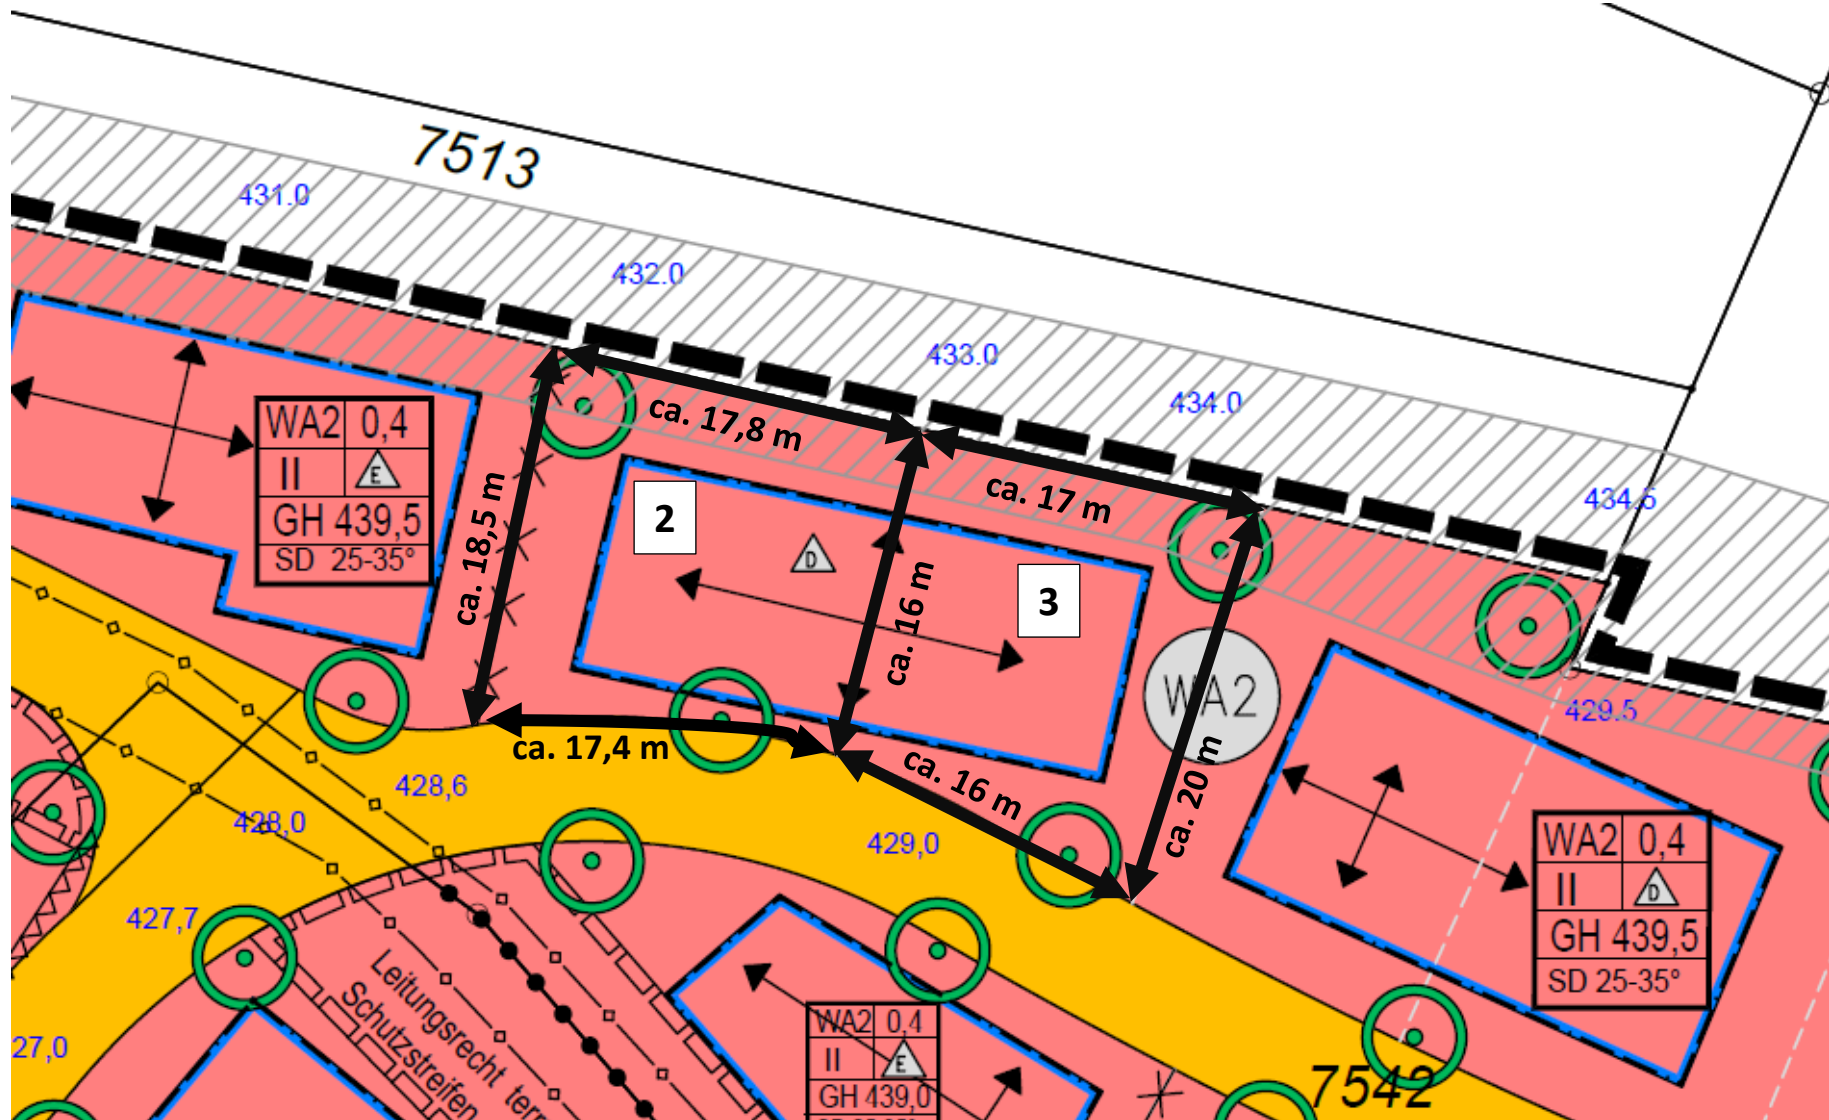 7513
431.0
432.0
433.0
434.0
434.5
ca. 17,8 m
ca. 17 m
WA2 0,4
II E
GH 439,5
SD 25-35°
ca. 18,5 m
2
D
ca. 16 m
3
WA2
429.5
ca. 17,4 m
ca. 16 m
ca. 20 m
428,6
428,0
429,0
WA2 0,4
II D
GH 439,5
SD 25-35°
427,7
Leitungsrecht
Schutzstreifen
27,0
WA2 0,4
II E
GH 439,0
7542